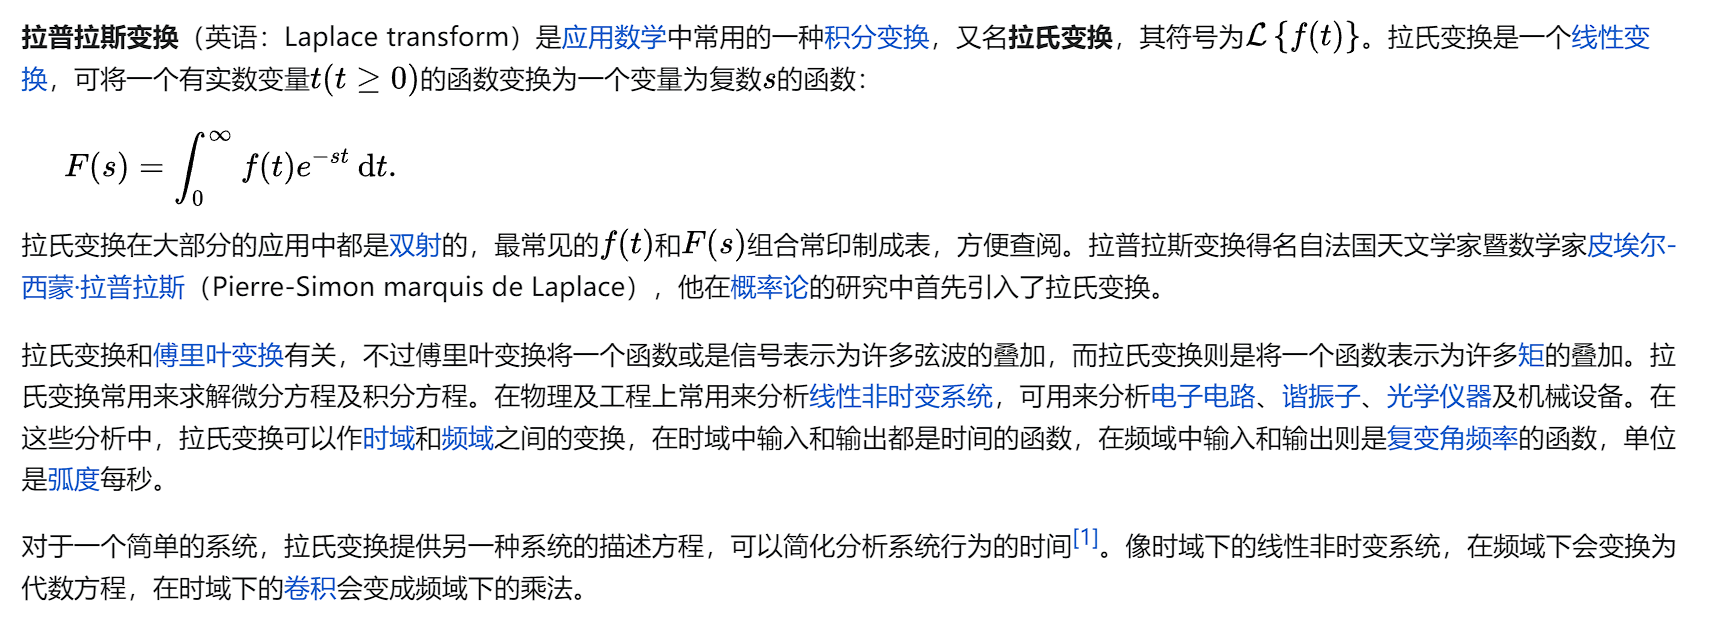 拉普拉斯变换（英语：Laplace transform）是应用数学中常用的一种积分变换，又名拉氏变换，其符号为ℒ{f(t)}。拉氏变换是一个线性变
换，可将一个有实数变量t(t ≥ 0)的函数变换为一个变量为复数s的函数：
F(s) = ∫₀^∞ f(t)e^{−st} dt.
拉氏变换在大部分的应用中都是双射的，最常见的f(t)和F(s)组合常印制成表，方便查阅。拉普拉斯变换得名自法国天文学家暨数学家皮埃尔-
西蒙·拉普拉斯（Pierre-Simon marquis de Laplace），他在概率论的研究中首先引入了拉氏变换。
拉氏变换和傅里叶变换有关，不过傅里叶变换将一个函数或是信号表示为许多弦波的叠加，而拉氏变换则是将一个函数表示为许多矩的叠加。拉
氏变换常用来求解微分方程及积分方程。在物理及工程上常用来分析线性非时变系统，可用来分析电子电路、谐振子、光学仪器及机械设备。在
这些分析中，拉氏变换可以作时域和频域之间的变换，在时域中输入和输出都是时间的函数，在频域中输入和输出则是复变角频率的函数，单位
是弧度每秒。
对于一个简单的系统，拉氏变换提供另一种系统的描述方程，可以简化分析系统行为的时间[1]。像时域下的线性非时变系统，在频域下会变换为
代数方程，在时域下的卷积会变成频域下的乘法。